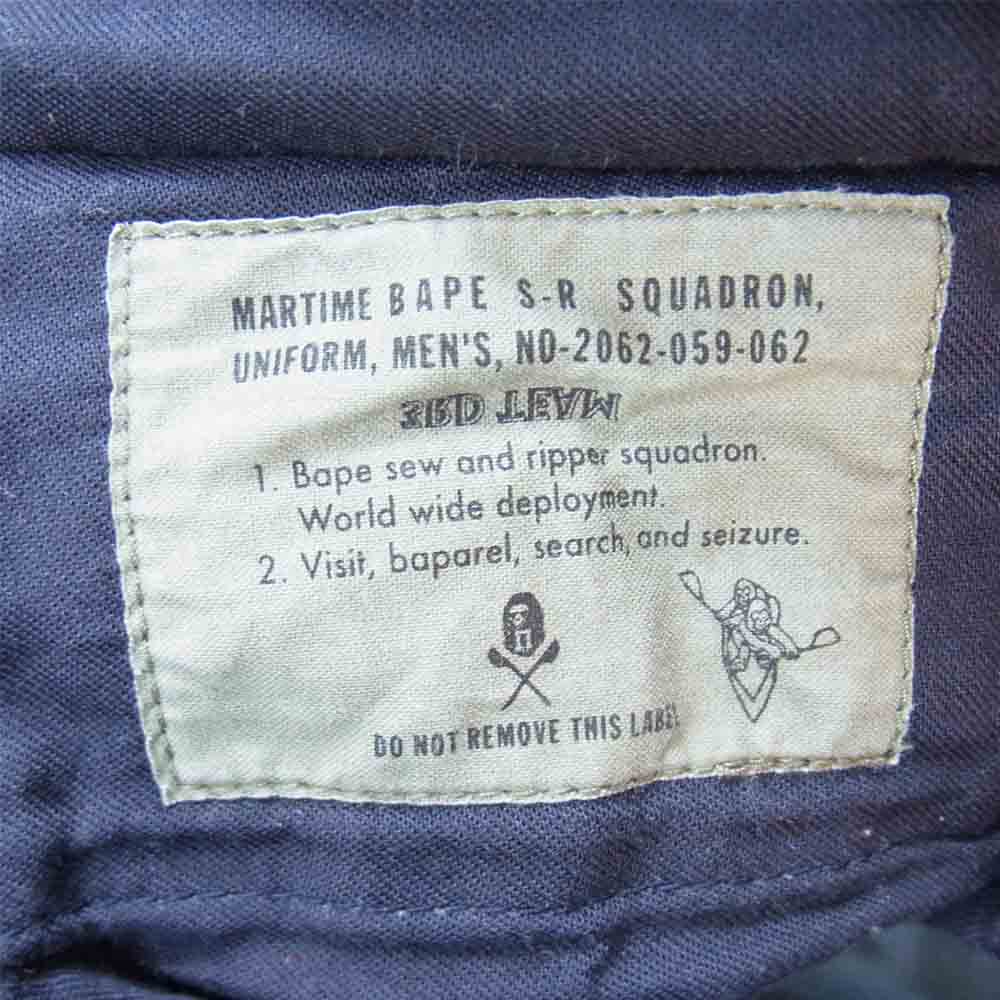 MARTIME BAPE S-R SQUADRON,
UNIFORM, MEN'S, NO-2062-059-062
3RD TEAM
1. Bape sew and ripper squadron.
World wide deployment.
2. Visit, baparel, search, and seizure.
DO NOT REMOVE THIS LABEL